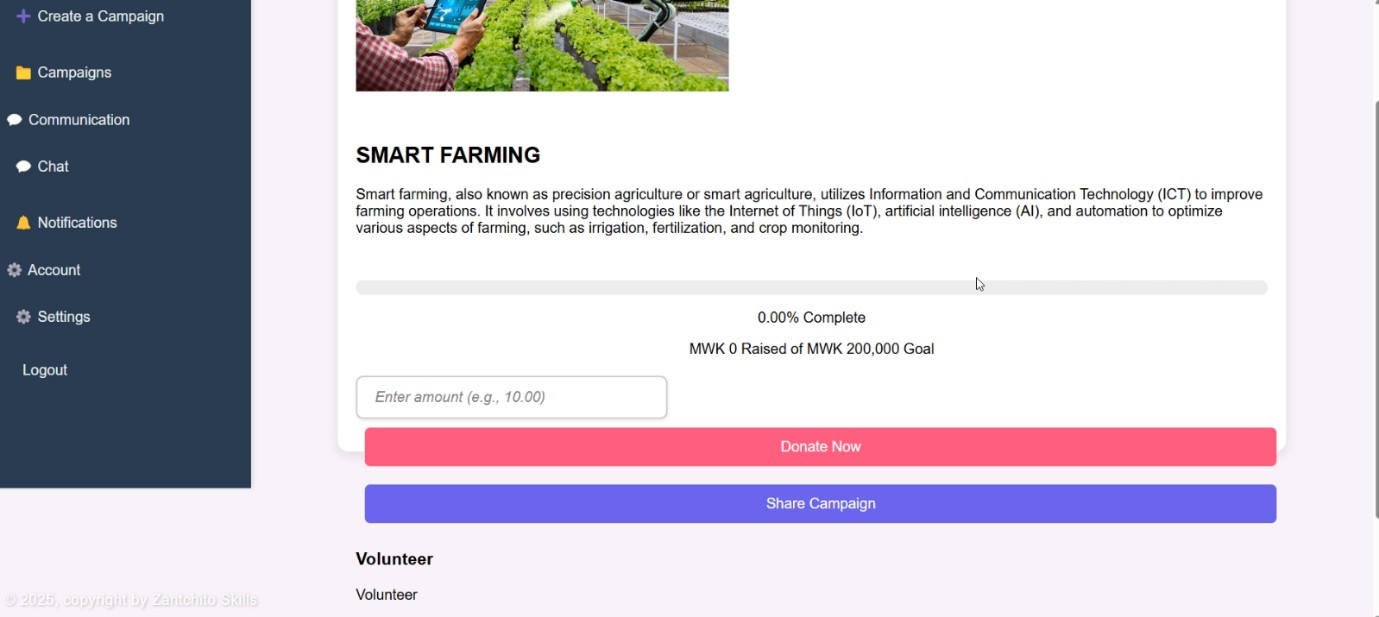 Create a Campaign
Campaigns
Communication
Chat
Notifications
Account
Settings
Logout
SMART FARMING
Smart farming, also known as precision agriculture or smart agriculture, utilizes Information and Communication Technology (ICT) to improve
farming operations. It involves using technologies like the Internet of Things (IoT), artificial intelligence (AI), and automation to optimize
various aspects of farming, such as irrigation, fertilization, and crop monitoring.
0.00% Complete
MWK 0 Raised of MWK 200,000 Goal
Enter amount (e.g., 10.00)
Donate Now
Share Campaign
Volunteer
Volunteer
© 2025, copyright by Zantchito Skills